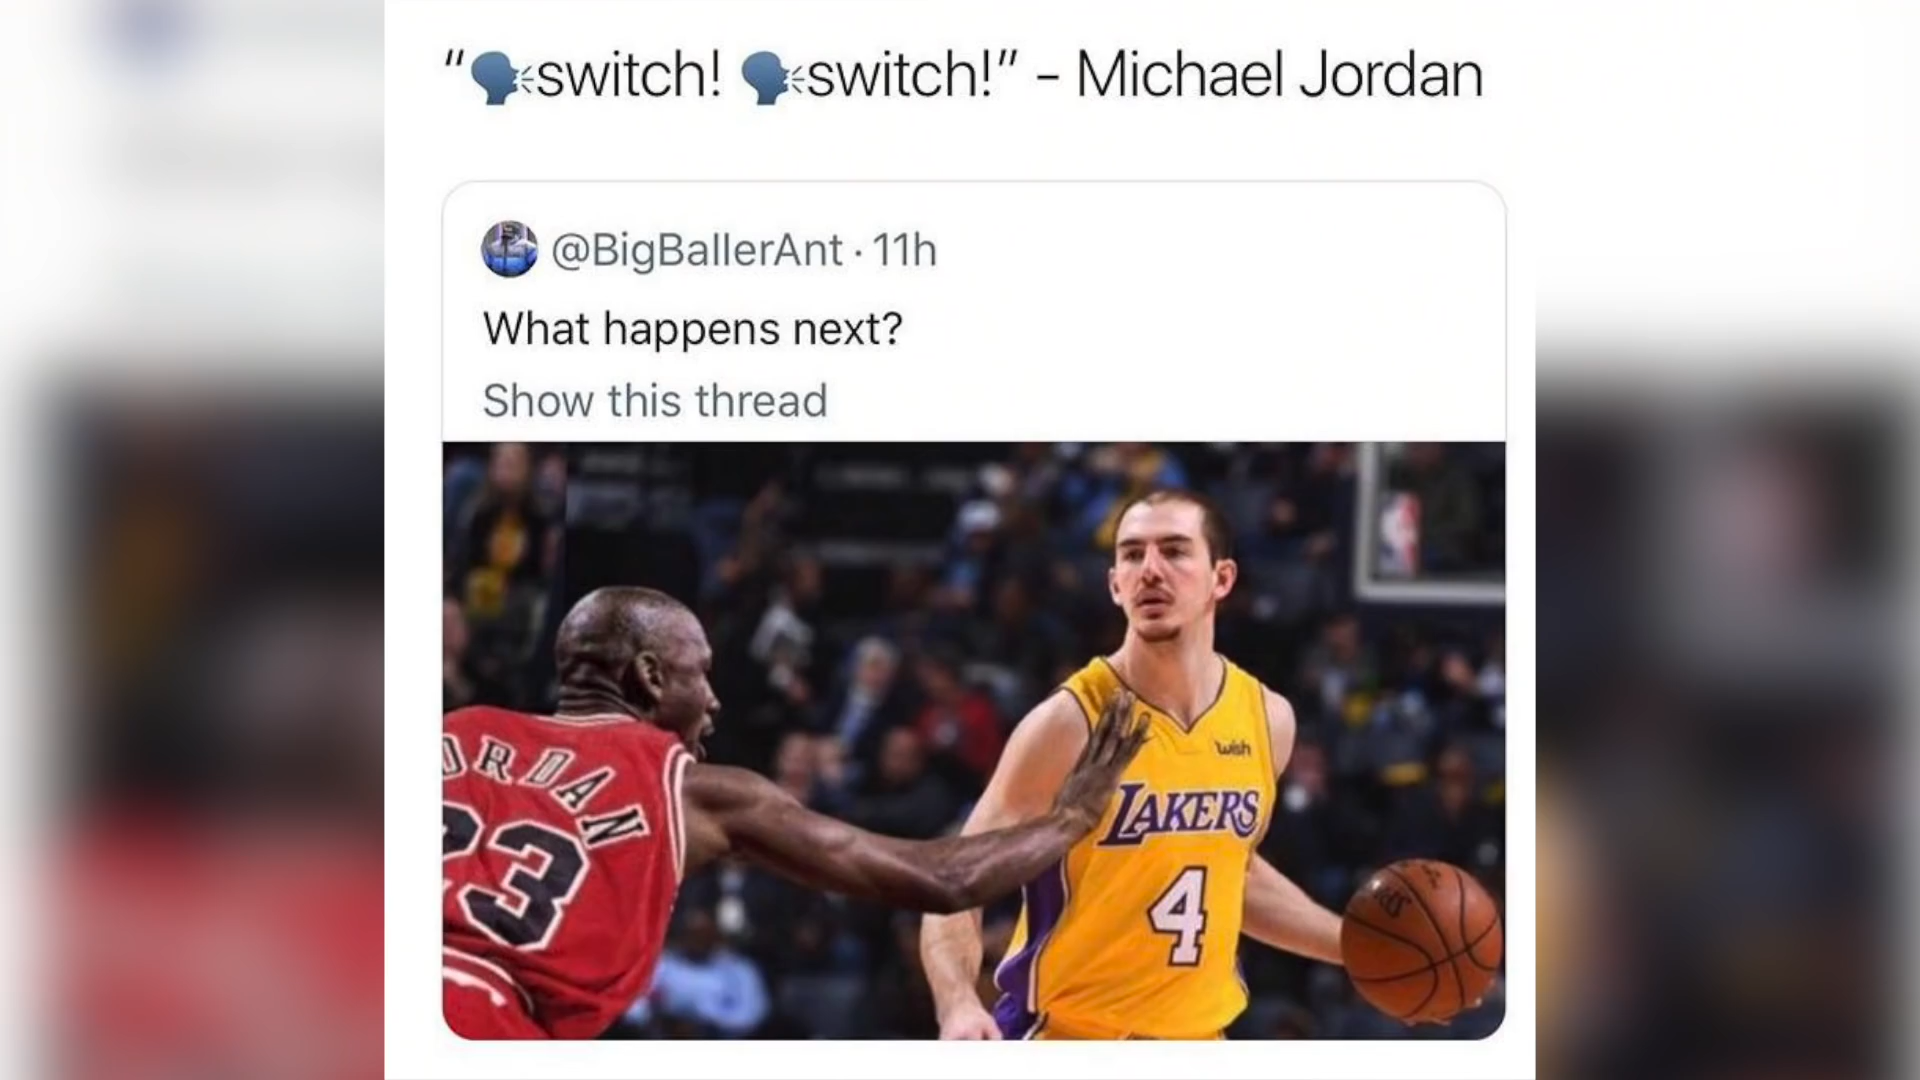 “🗣️switch! 🗣️switch!” - Michael Jordan
@BigBallerAnt · 11h
What happens next?
Show this thread
ORDAN
23
wish
LAKERS
4